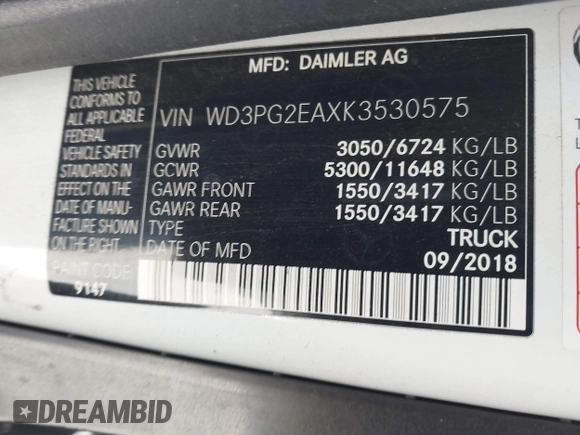 MFD: DAIMLER AG
THIS VEHICLE
CONFORMS TO
ALL APPLICABLE
FEDERAL
VEHICLE SAFETY
STANDARDS IN
EFFECT ON THE
DATE OF MANU-
FACTURE SHOWN
ON THE RIGHT
PAINT CODE
9147
VIN WD3PG2EAXK3530575
GVWR 3050/6724 KG/LB
GCWR 5300/11648 KG/LB
GAWR FRONT 1550/3417 KG/LB
GAWR REAR 1550/3417 KG/LB
TYPE TRUCK
DATE OF MFD 09/2018
DREAMBID